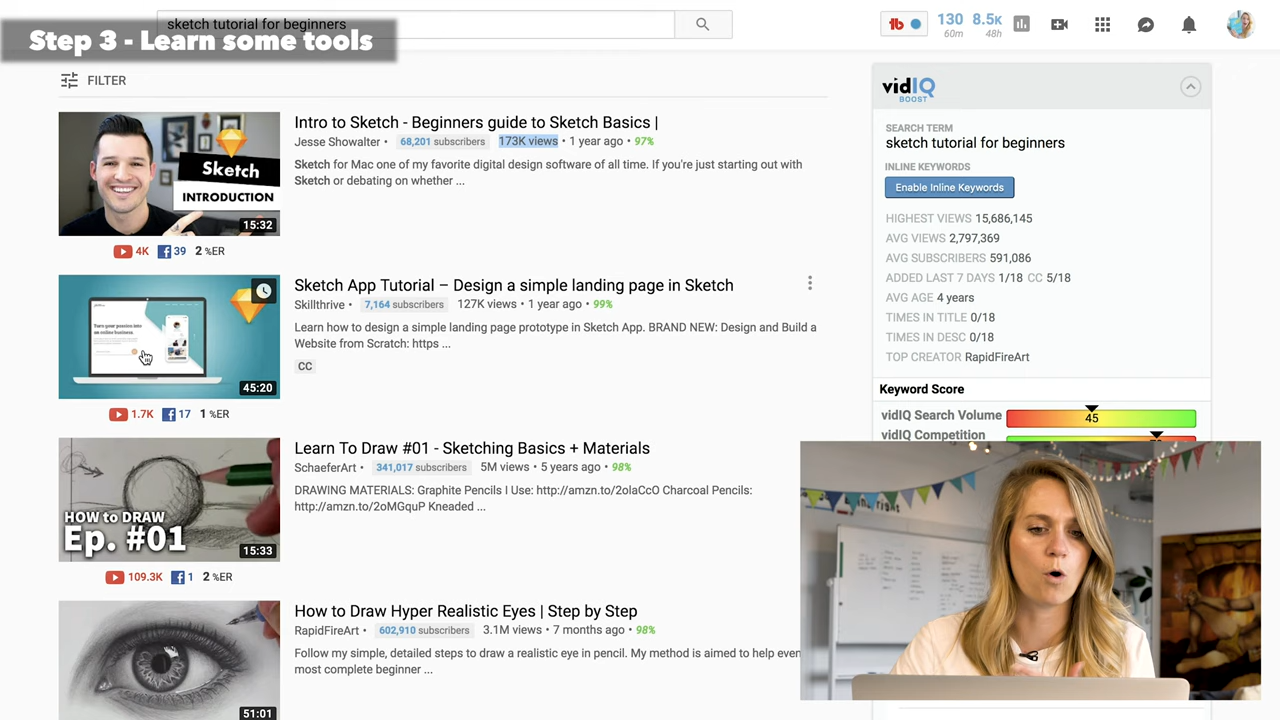 sketch tutorial for beginners
Step 3 - Learn some tools
130 8.5K
60m 48h
FILTER
Intro to Sketch - Beginners guide to Sketch Basics |
Jesse Showalter • 68,201 subscribers 173K views • 1 year ago • 97%
Sketch for Mac one of my favorite digital design software of all time. If you're just starting out with
Sketch or debating on whether ...
Sketch
INTRODUCTION
15:32
4K 39 2 %ER
Sketch App Tutorial – Design a simple landing page in Sketch
Skillthrive • 7,164 subscribers 127K views • 1 year ago • 99%
Learn how to design a simple landing page prototype in Sketch App. BRAND NEW: Design and Build a
Website from Scratch: https ...
CC
45:20
1.7K 17 1 %ER
Learn To Draw #01 - Sketching Basics + Materials
SchaeferArt • 341,017 subscribers 5M views • 5 years ago • 98%
DRAWING MATERIALS: Graphite Pencils I Use: http://amzn.to/2olaCcO Charcoal Pencils:
http://amzn.to/2oMGquP Kneaded ...
HOW to DRAW
Ep. #01
15:33
109.3K 1 2 %ER
How to Draw Hyper Realistic Eyes | Step by Step
RapidFireArt • 602,910 subscribers 3.1M views • 7 months ago • 98%
Follow my simple, detailed steps to draw a realistic eye in pencil. My method is aimed to help even
most complete beginner ...
51:01
vidIQ
BOOST
SEARCH TERM
sketch tutorial for beginners
INLINE KEYWORDS
Enable Inline Keywords
HIGHEST VIEWS 15,686,145
AVG VIEWS 2,797,369
AVG SUBSCRIBERS 591,086
ADDED LAST 7 DAYS 1/18 CC 5/18
AVG AGE 4 years
TIMES IN TITLE 0/18
TIMES IN DESC 0/18
TOP CREATOR RapidFireArt
Keyword Score
vidIQ Search Volume 45
vidIQ Competition